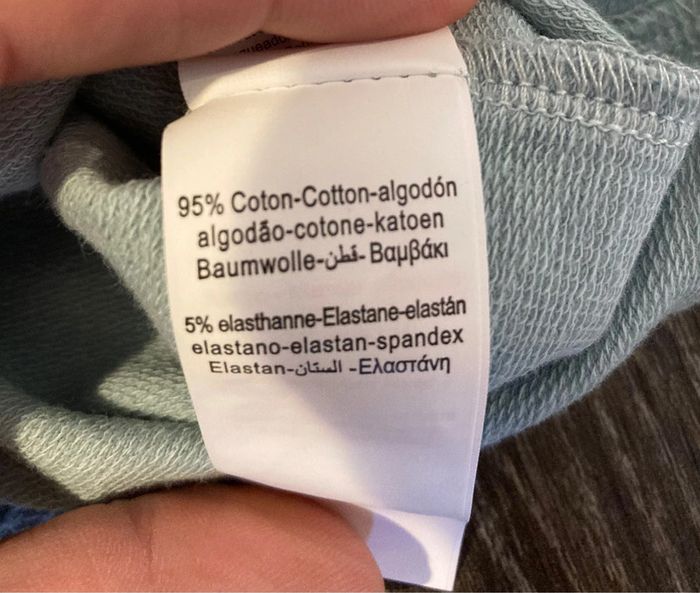 95% Coton-Cotton-algodón
algodão-cotone-katoen
Baumwolle-قطن- Βαμβάκι
5% elasthanne-Elastane-elastán
elastano-elastan-spandex
Elastan-الستان -Ελαστάνη